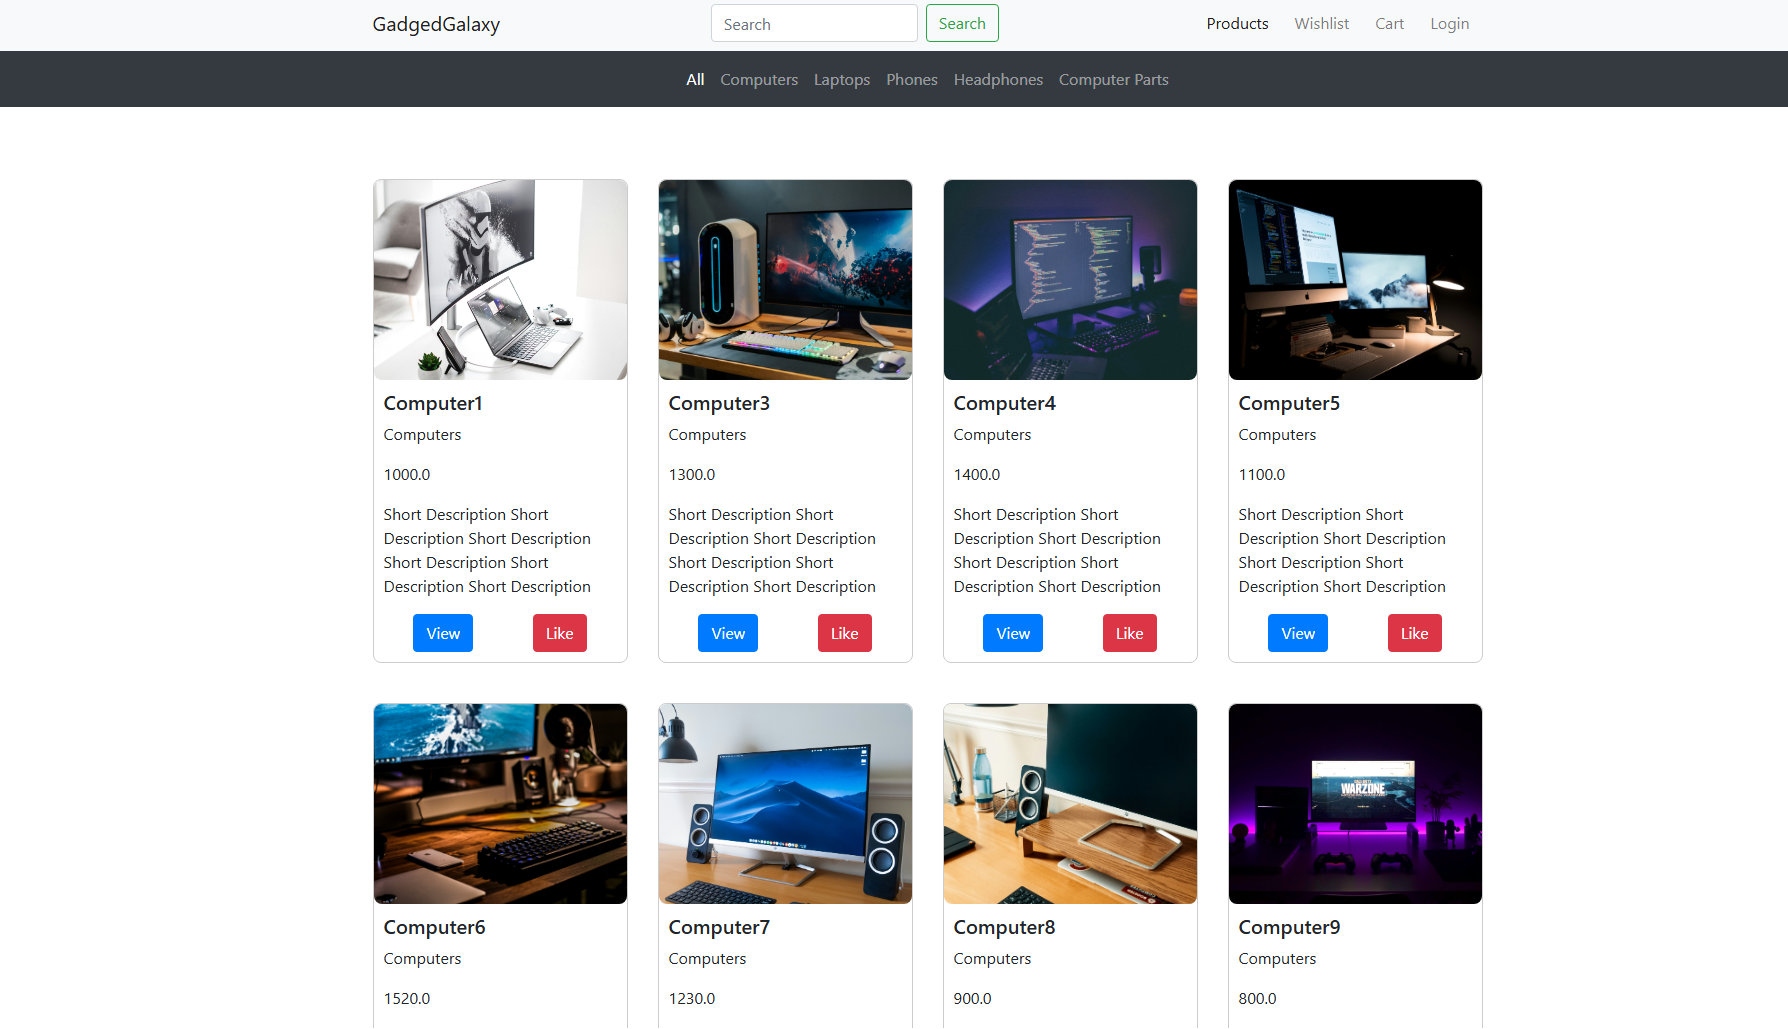 GadgedGalaxy Search Search Products Wishlist Cart Login
All Computers Laptops Phones Headphones Computer Parts
Computer1
Computers
1000.0
Short Description Short
Description Short Description
Short Description Short
Description Short Description
View Like
Computer3
Computers
1300.0
Short Description Short
Description Short Description
Short Description Short
Description Short Description
View Like
Computer4
Computers
1400.0
Short Description Short
Description Short Description
Short Description Short
Description Short Description
View Like
Computer5
Computers
1100.0
Short Description Short
Description Short Description
Short Description Short
Description Short Description
View Like
Computer6
Computers
1520.0
Computer7
Computers
1230.0
Computer8
Computers
900.0
WARZONE
Computer9
Computers
800.0